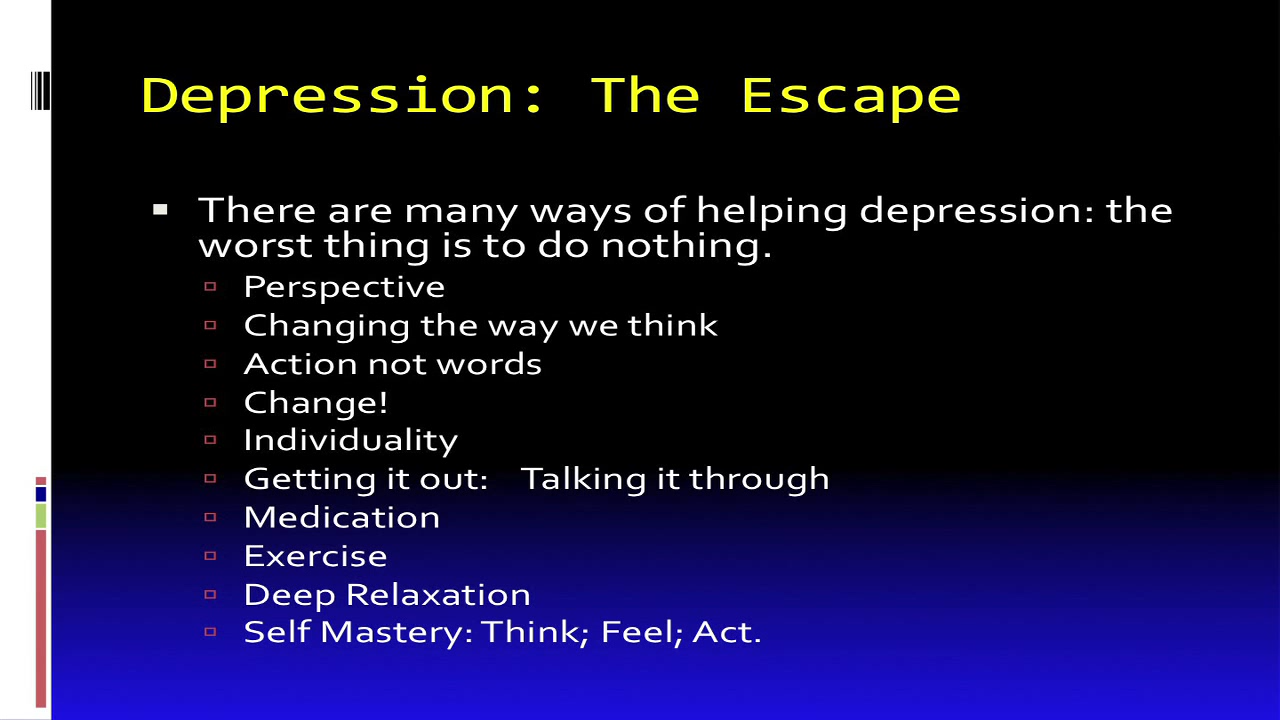 Depression: The Escape
There are many ways of helping depression: the
worst thing is to do nothing.
Perspective
Changing the way we think
Action not words
Change!
Individuality
Getting it out: Talking it through
Medication
Exercise
Deep Relaxation
Self Mastery: Think; Feel; Act.